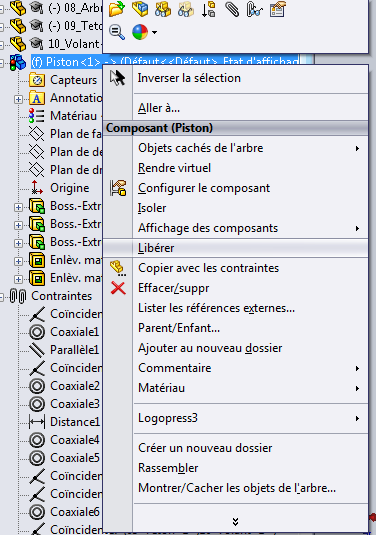 (-) 08_Arbr
(-) 09_Teto
10_Volant
(f) Piston<1> -> (Défaut<<Défaut>_Etat d'affichag
Capteurs
Annotation
Matériau
Plan de fa
Plan de de
Plan de dr
Origine
Boss.-Extr
Boss.-Extr
Boss.-Extr
Enlèv. mat
Enlèv. mat
Contraintes
Coïncider
Coaxiale1
Parallèle1
Coïncider
Coaxiale2
Coaxiale3
Distance1
Coaxiale4
Coaxiale5
Coïncider
Coïncider
Coaxiale6
Inverser la sélection
Aller à...
Composant (Piston)
Objets cachés de l'arbre
Rendre virtuel
Configurer le composant
Isoler
Affichage des composants
Libérer
Copier avec les contraintes
Effacer/suppr
Lister les références externes...
Parent/Enfant...
Ajouter au nouveau dossier
Commentaire
Matériau
Logopress3
Créer un nouveau dossier
Rassembler
Montrer/Cacher les objets de l'arbre...